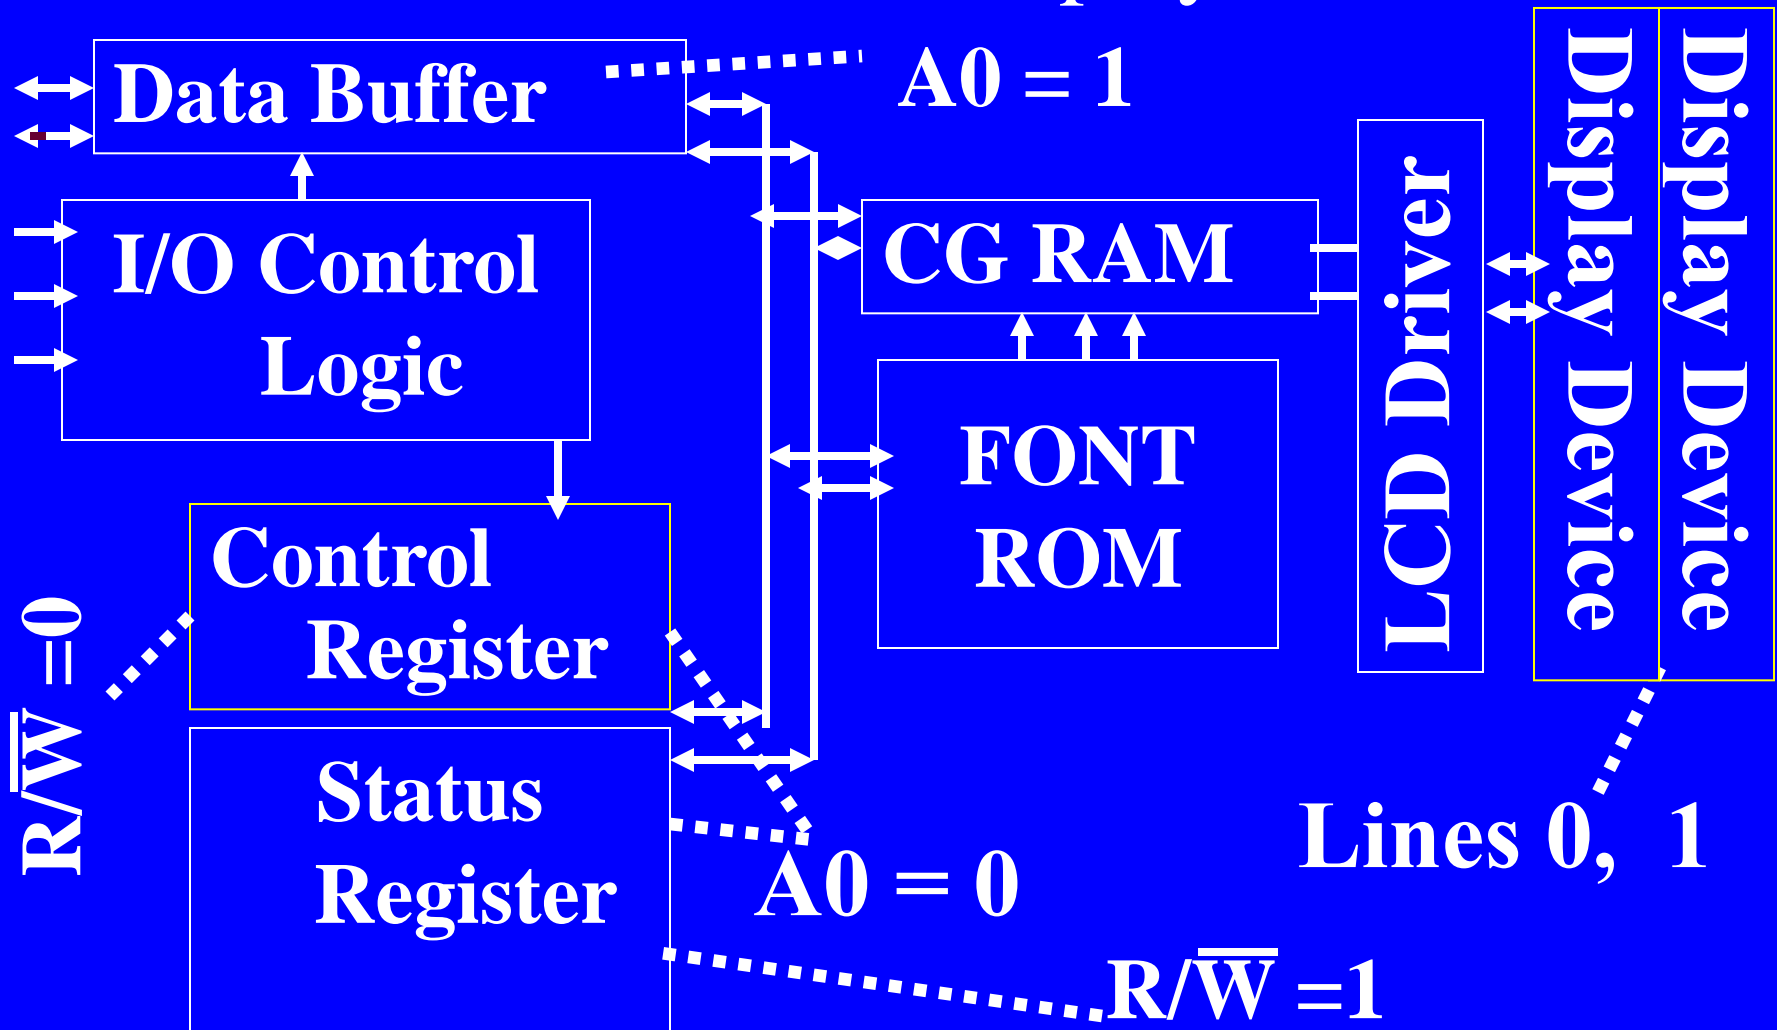 Data Buffer
A0 = 1
I/O Control
Logic
CG RAM
FONT
ROM
LCD Driver
Display Device
Display Device
Control
Register
R/W̅ =0
Status
Register
A0 = 0
Lines 0, 1
R/W̅ =1